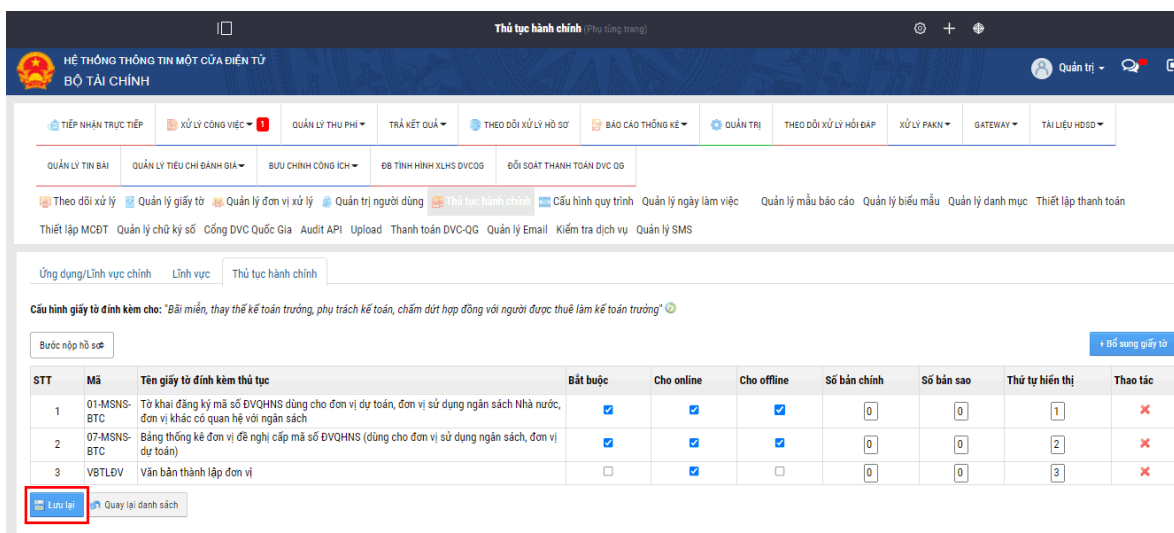 Thủ tục hành chính (Phụ tùng trang)
HỆ THỐNG THÔNG TIN MỘT CỬA ĐIỆN TỬ
BỘ TÀI CHÍNH
Quản trị
TIẾP NHẬN TRỰC TIẾP XỬ LÝ CÔNG VIỆC 1 QUẢN LÝ THU PHÍ TRẢ KẾT QUẢ THEO DÕI XỬ LÝ HỒ SƠ BÁO CÁO THỐNG KÊ QUẢN TRỊ THEO DÕI XỬ LÝ HỎI ĐÁP XỬ LÝ PAKN GATEWAY TÀI LIỆU HDSD
QUẢN LÝ TIN BÀI QUẢN LÝ TIÊU CHÍ ĐÁNH GIÁ BƯU CHÍNH CÔNG ÍCH ĐB TÌNH HÌNH XLHS DVCQG ĐỐI SOÁT THANH TOÁN DVC QG
Theo dõi xử lý Quản lý giấy tờ Quản lý đơn vị xử lý Quản trị người dùng Thủ tục hành chính Cấu hình quy trình Quản lý ngày làm việc Quản lý mẫu báo cáo Quản lý biểu mẫu Quản lý danh mục Thiết lập thanh toán
Thiết lập MCĐT Quản lý chữ ký số Cổng DVC Quốc Gia Audit API Upload Thanh toán DVC-QG Quản lý Email Kiểm tra dịch vụ Quản lý SMS
Ứng dụng/Lĩnh vực chính Lĩnh vực Thủ tục hành chính
Cấu hình giấy tờ đính kèm cho: "Bãi miễn, thay thế kế toán trưởng, phụ trách kế toán, chấm dứt hợp đồng với người được thuê làm kế toán trưởng"
Bước nộp hồ sơ
+ Bổ sung giấy tờ
STT Mã Tên giấy tờ đính kèm thủ tục Bắt buộc Cho online Cho offline Số bản chính Số bản sao Thứ tự hiển thị Thao tác
1 01-MSNS-BTC Tờ khai đăng ký mã số ĐVQHNS dùng cho đơn vị dự toán, đơn vị sử dụng ngân sách Nhà nước, 0 0 1
đơn vị khác có quan hệ với ngân sách
2 07-MSNS-BTC Bảng thống kê đơn vị đề nghị cấp mã số ĐVQHNS (dùng cho đơn vị sử dụng ngân sách, đơn vị 0 0 2
dự toán)
3 VBTLĐV Văn bản thành lập đơn vị 0 0 3
Lưu lại Quay lại danh sách